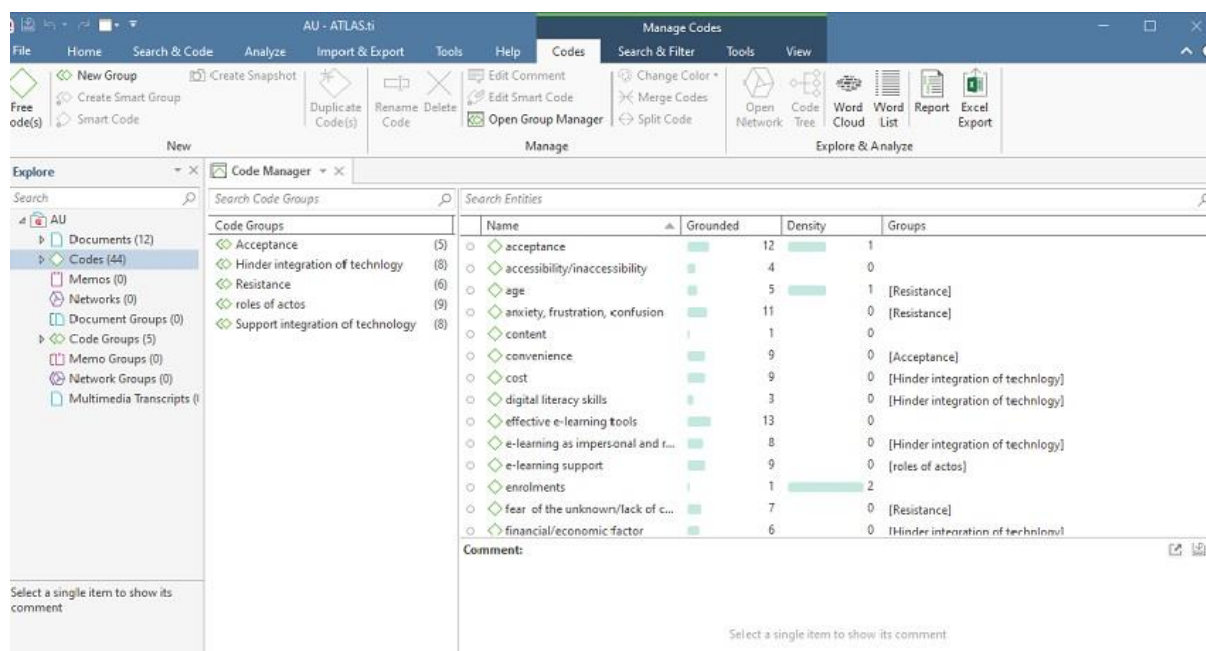 AU - ATLAS.ti Manage Codes
File Home Search & Code Analyze Import & Export Tools Help Codes Search & Filter Tools View
New Group
Create Smart Group
Smart Code
Free
ode(s)
Create Snapshot
Duplicate
Code(s)
Rename
Code
Delete
Edit Comment
Edit Smart Code
Open Group Manager
Change Color
Merge Codes
Split Code
Open
Network
Code
Tree
Word
Cloud
Word
List
Report
Excel
Export
New Manage Explore & Analyze
Explore
Search
AU
Documents (12)
Codes (44)
Memos (0)
Networks (0)
Document Groups (0)
Code Groups (5)
Memo Groups (0)
Network Groups (0)
Multimedia Transcripts (
Select a single item to show its
comment
Code Manager
Search Code Groups
Code Groups
Acceptance (5)
Hinder integration of technlogy (8)
Resistance (6)
roles of actos (9)
Support integration of technology (8)
Search Entities
Name Grounded Density Groups
acceptance 12 1
accessibility/inaccessibility 4 0
age 5 1 [Resistance]
anxiety, frustration, confusion 11 0 [Resistance]
content 1 0
convenience 9 0 [Acceptance]
cost 9 0 [Hinder integration of technlogy]
digital literacy skills 3 0 [Hinder integration of technlogy]
effective e-learning tools 13 0
e-learning as impersonal and r... 8 0 [Hinder integration of technlogy]
e-learning support 9 0 [roles of actos]
enrolments 1 2
fear of the unknown/lack of c... 7 0 [Resistance]
financial/economic factor 6 0 [Hinder integration of technlogy]
Comment:
Select a single item to show its comment